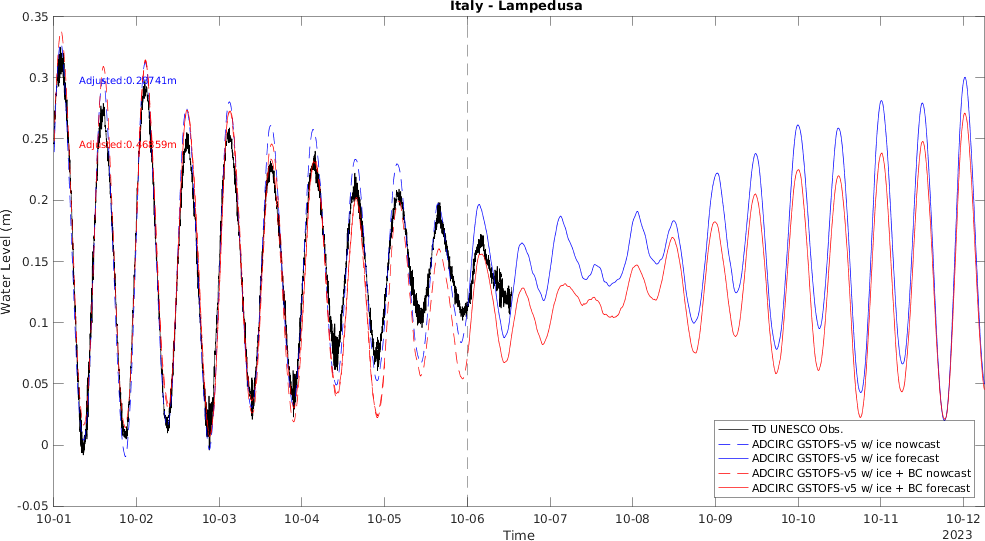 Italy - Lampedusa
0.35
0.3
0.25
0.2
0.15
0.1
0.05
0
-0.05
Water Level (m)
Adjusted:0.46859m
TD UNESCO Obs.
ADCIRC GSTOFS-v5 w/ ice nowcast
ADCIRC GSTOFS-v5 w/ ice forecast
ADCIRC GSTOFS-v5 w/ ice + BC nowcast
ADCIRC GSTOFS-v5 w/ ice + BC forecast
10-01 10-02 10-03 10-04 10-05 10-06 10-07 10-08 10-09 10-10 10-11 10-12
Time
2023